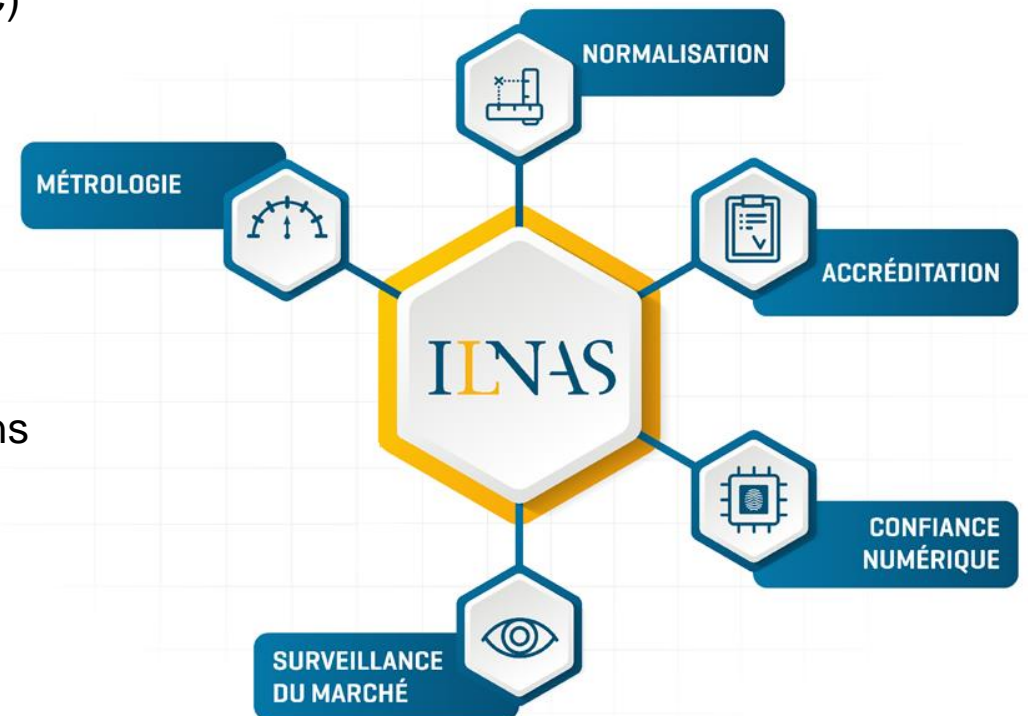 NORMALISATION
MÉTROLOGIE
ACCRÉDITATION
ILNAS
CONFIANCE
NUMÉRIQUE
SURVEILLANCE
DU MARCHÉ